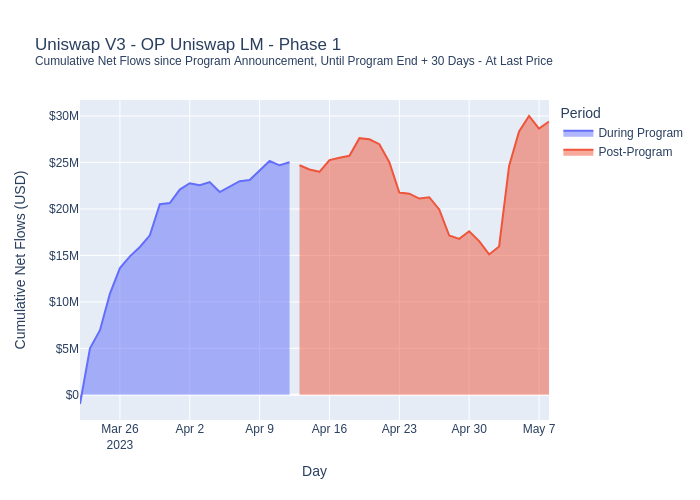 Uniswap V3 - OP Uniswap LM - Phase 1
Cumulative Net Flows since Program Announcement, Until Program End + 30 Days - At Last Price
Period
During Program
Post-Program
Cumulative Net Flows (USD)
$30M
$25M
$20M
$15M
$10M
$5M
$0
Mar 26
2023
Apr 2
Apr 9
Apr 16
Apr 23
Apr 30
May 7
Day